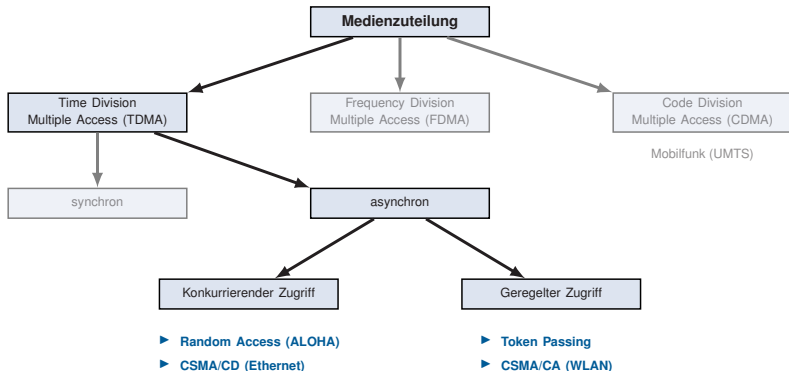 Medienzuteilung
Time Division
Multiple Access (TDMA)
Frequency Division
Multiple Access (FDMA)
Code Division
Multiple Access (CDMA)
Mobilfunk (UMTS)
synchron
asynchron
Konkurrierender Zugriff
Geregelter Zugriff
► Random Access (ALOHA)
► CSMA/CD (Ethernet)
► Token Passing
► CSMA/CA (WLAN)